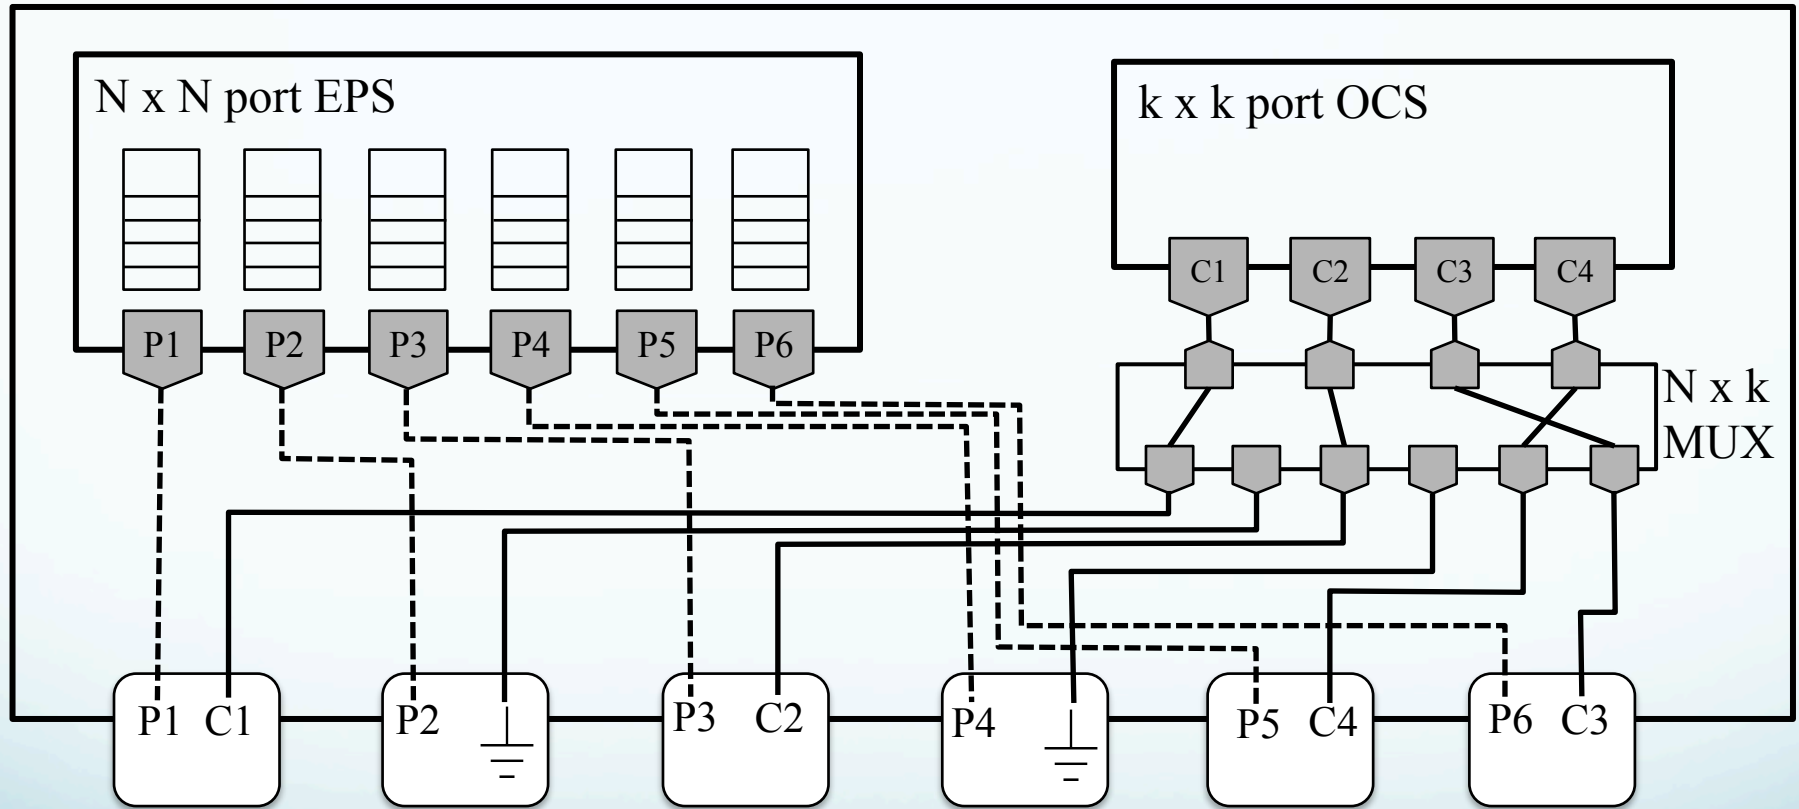 N x N port EPS
k x k port OCS
C1 C2 C3 C4
P1 P2 P3 P4 P5 P6
N x k
MUX
P1 C1 P2 P3 C2 P4 P5 C4 P6 C3